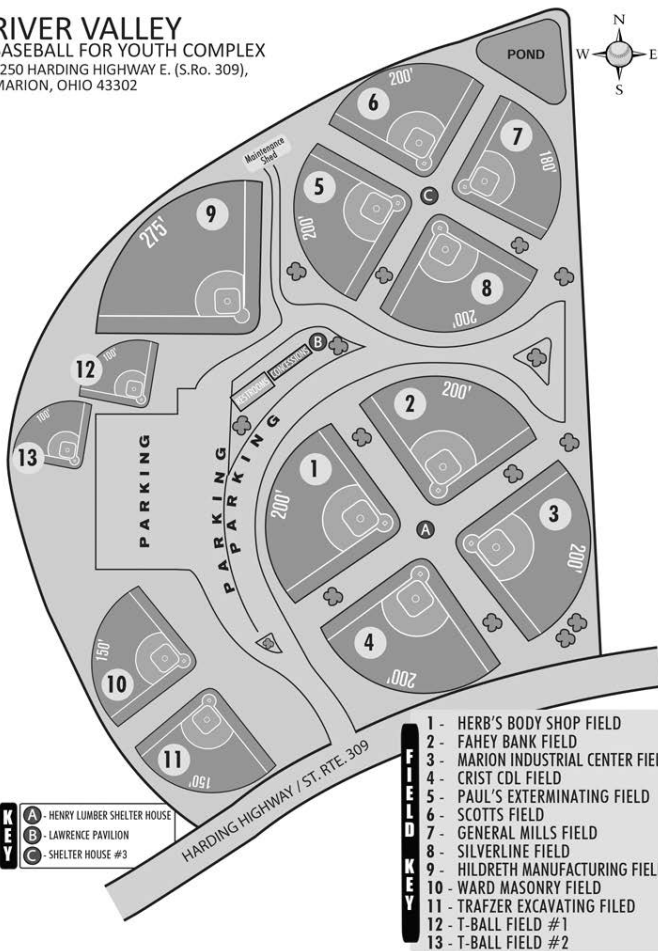 RIVER VALLEY
BASEBALL FOR YOUTH COMPLEX
250 HARDING HIGHWAY E. (S.Ro. 309),
MARION, OHIO 43302
N
W E
S
POND
200'
6
7
180'
Maintenance
Shed
5
200'
C
9
275'
8
200'
12
100'
B
CONCESSIONS
RESTROOMS
13
100'
2
200'
1
200'
PARKING
PARKING
PARKING
A
3
200'
4
200'
10
150'
11
150'
HARDING HIGHWAY / ST. RTE. 309
KEY
A - HENRY LUMBER SHELTER HOUSE
B - LAWRENCE PAVILION
C - SHELTER HOUSE #3
FIELD KEY
1 - HERB'S BODY SHOP FIELD
2 - FAHEY BANK FIELD
3 - MARION INDUSTRIAL CENTER FIEL
4 - CRIST CDL FIELD
5 - PAUL'S EXTERMINATING FIELD
6 - SCOTTS FIELD
7 - GENERAL MILLS FIELD
8 - SILVERLINE FIELD
9 - HILDRETH MANUFACTURING FIEL
10 - WARD MASONRY FIELD
11 - TRAFZER EXCAVATING FILED
12 - T-BALL FIELD #1
13 - T-BALL FIELD #2